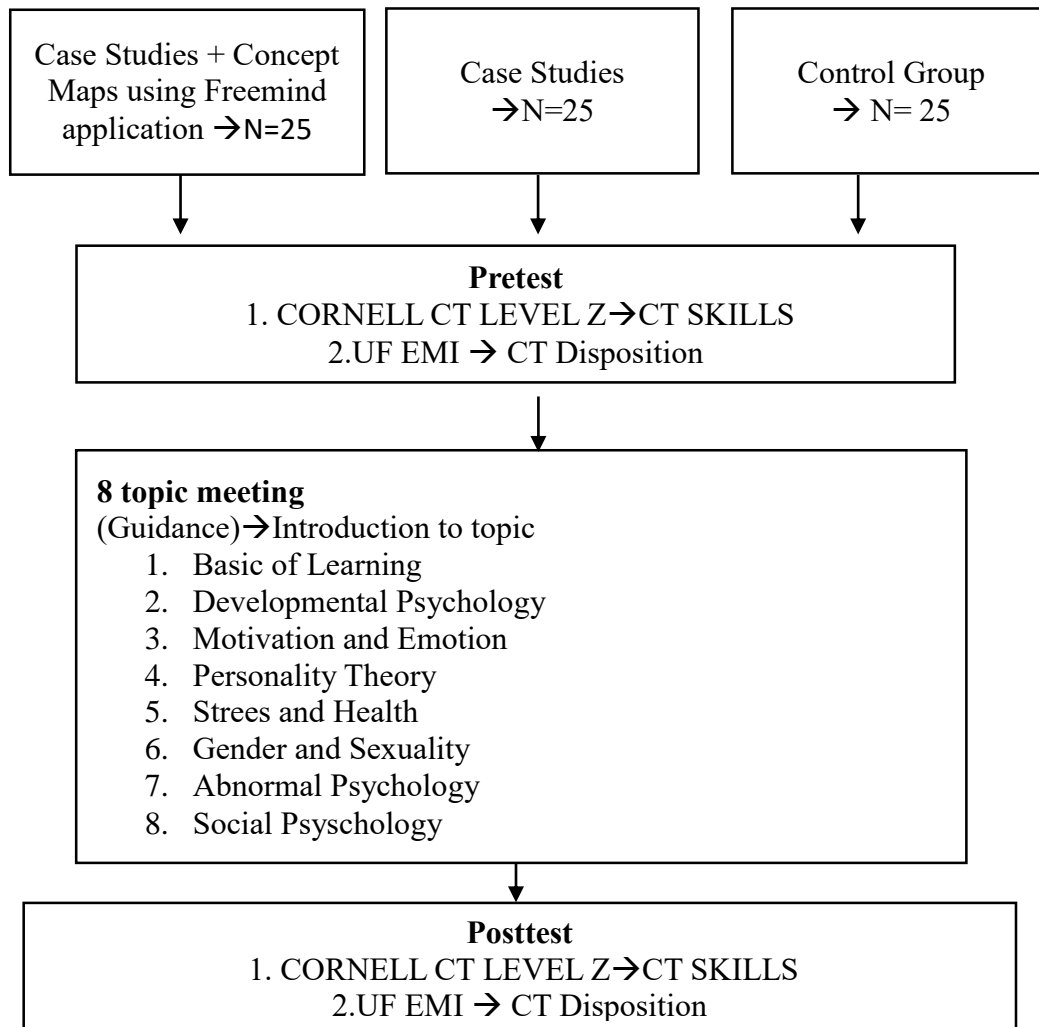 Case Studies + Concept
Maps using Freemind
application →N=25
Case Studies
→N=25
Control Group
→ N= 25
Pretest
1. CORNELL CT LEVEL Z→CT SKILLS
2.UF EMI → CT Disposition
8 topic meeting
(Guidance)→Introduction to topic
1. Basic of Learning
2. Developmental Psychology
3. Motivation and Emotion
4. Personality Theory
5. Strees and Health
6. Gender and Sexuality
7. Abnormal Psychology
8. Social Psyschology
Posttest
1. CORNELL CT LEVEL Z→CT SKILLS
2.UF EMI → CT Disposition